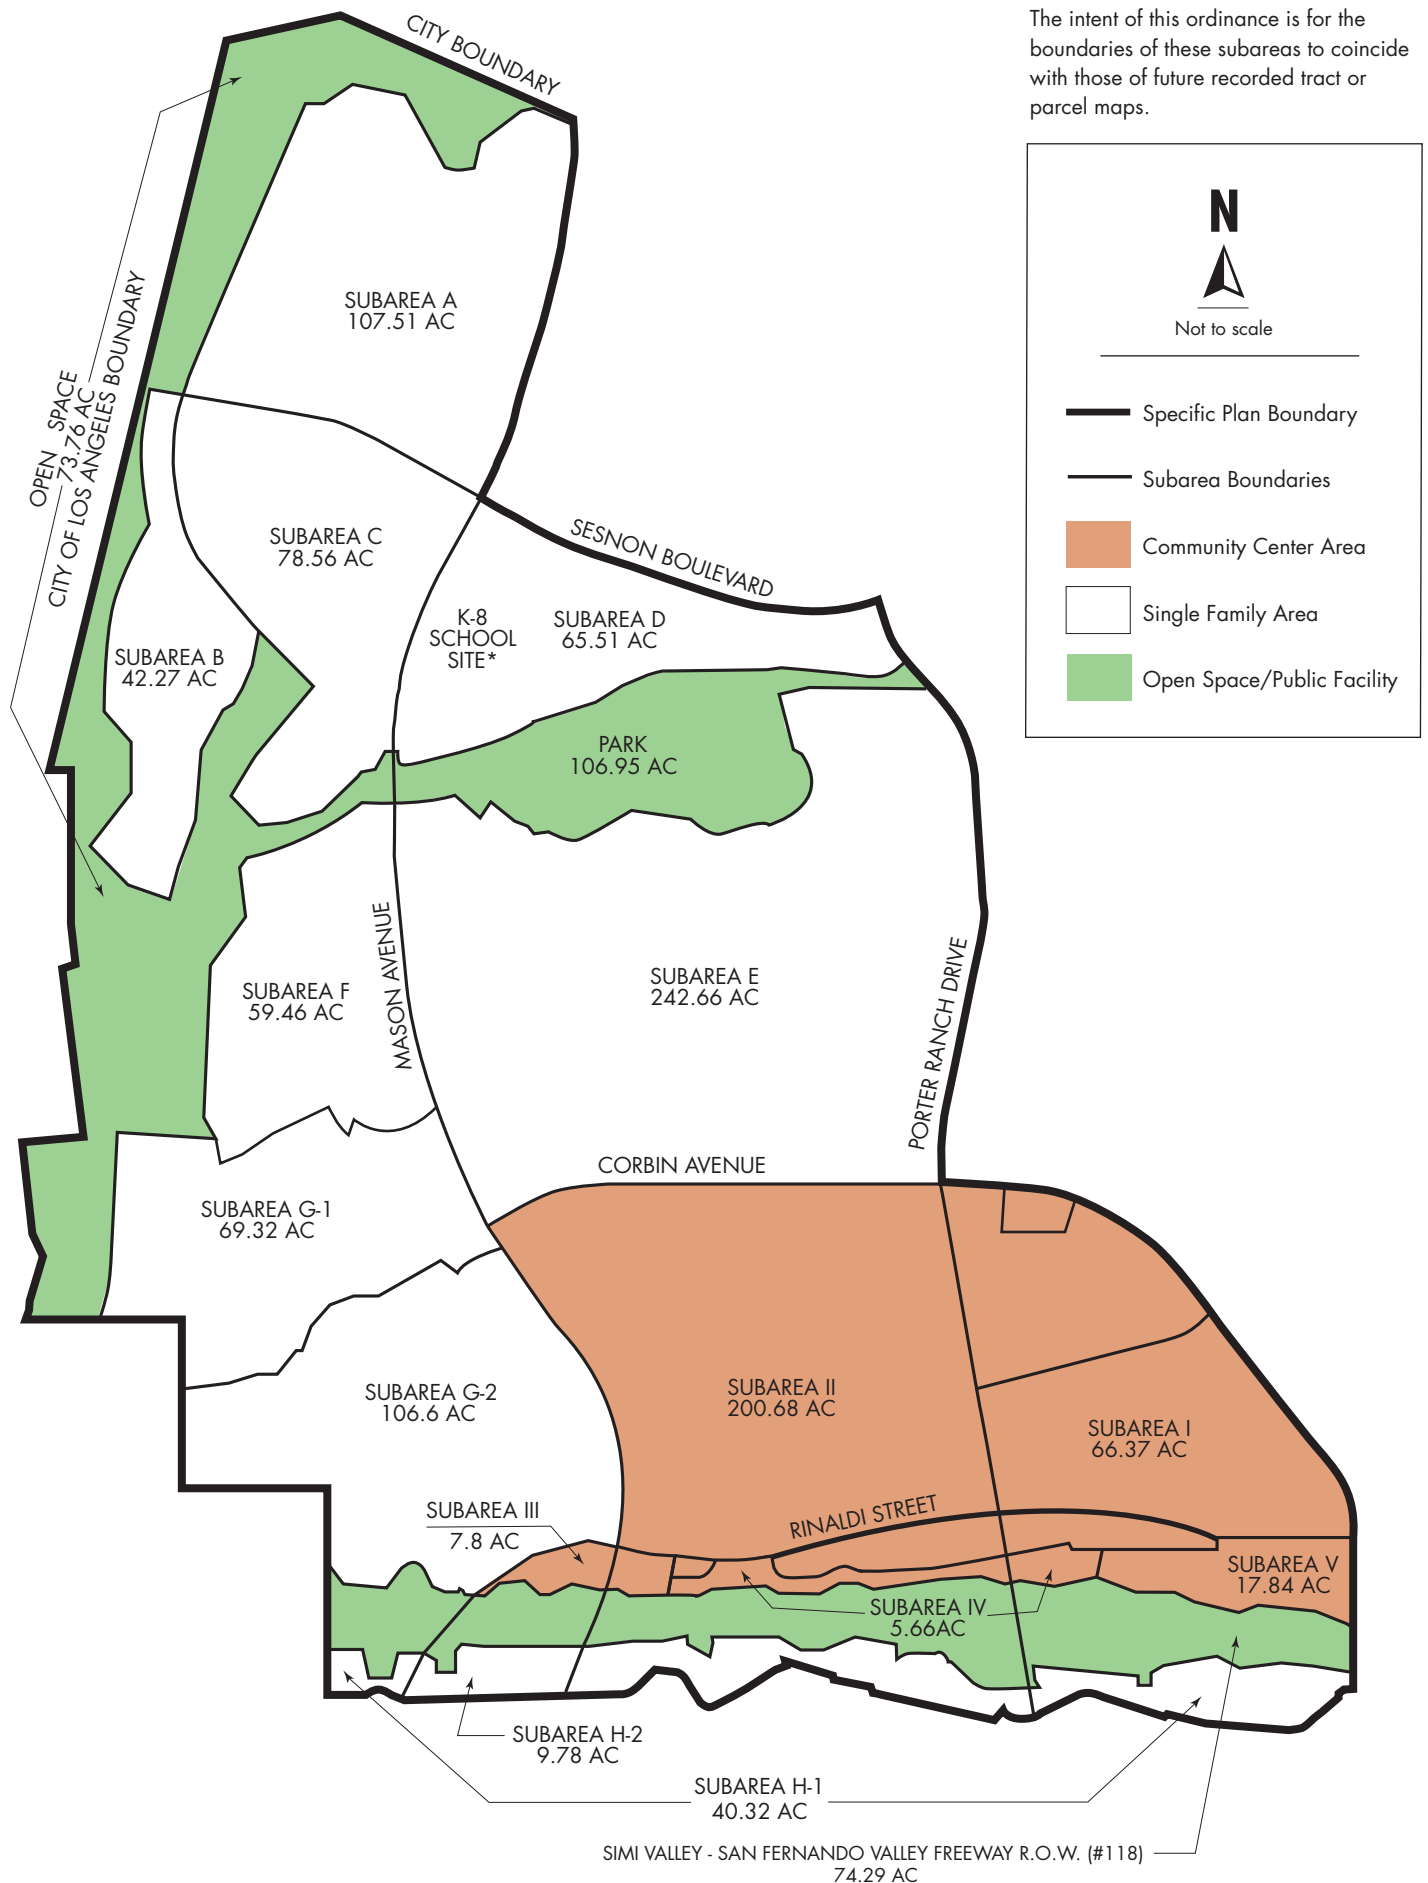 The intent of this ordinance is for the
boundaries of these subareas to coincide
with those of future recorded tract or
parcel maps.
N
Not to scale
Specific Plan Boundary
Subarea Boundaries
Community Center Area
Single Family Area
Open Space/Public Facility
CITY BOUNDARY
SUBAREA A
107.51 AC
OPEN SPACE
73.76 AC
CITY OF LOS ANGELES BOUNDARY
SUBAREA C
78.56 AC
SESNON BOULEVARD
K-8
SCHOOL
SITE*
SUBAREA D
65.51 AC
SUBAREA B
42.27 AC
PARK
106.95 AC
MASON AVENUE
SUBAREA F
59.46 AC
SUBAREA E
242.66 AC
PORTER RANCH DRIVE
CORBIN AVENUE
SUBAREA G-1
69.32 AC
SUBAREA G-2
106.6 AC
SUBAREA II
200.68 AC
SUBAREA I
66.37 AC
SUBAREA III
7.8 AC
RINALDI STREET
SUBAREA V
17.84 AC
SUBAREA IV
5.66AC
SUBAREA H-2
9.78 AC
SUBAREA H-1
40.32 AC
SIMI VALLEY - SAN FERNANDO VALLEY FREEWAY R.O.W. (#118)
74.29 AC